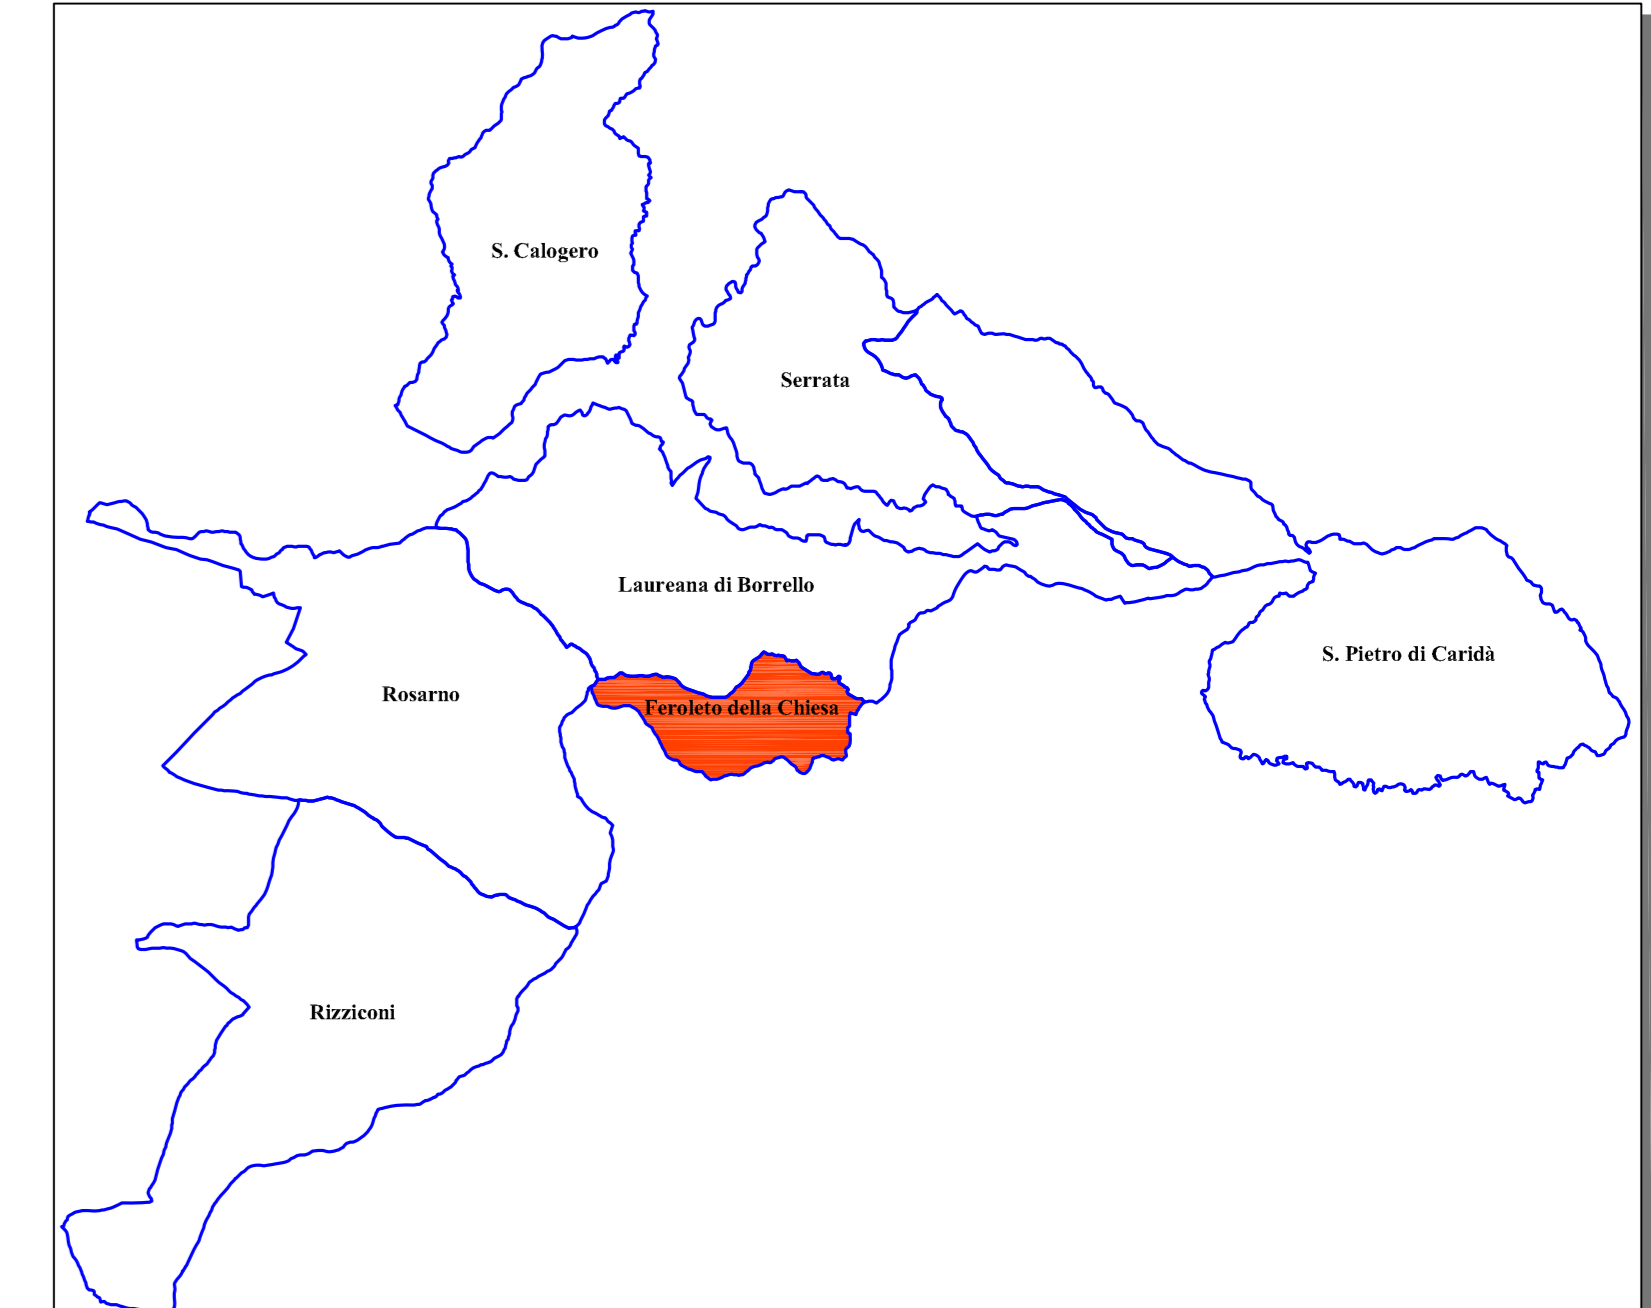 S. Calogero
Serrata
Laureana di Borrello
S. Pietro di Caridà
Rosarno
Feroleto della Chiesa
Rizziconi